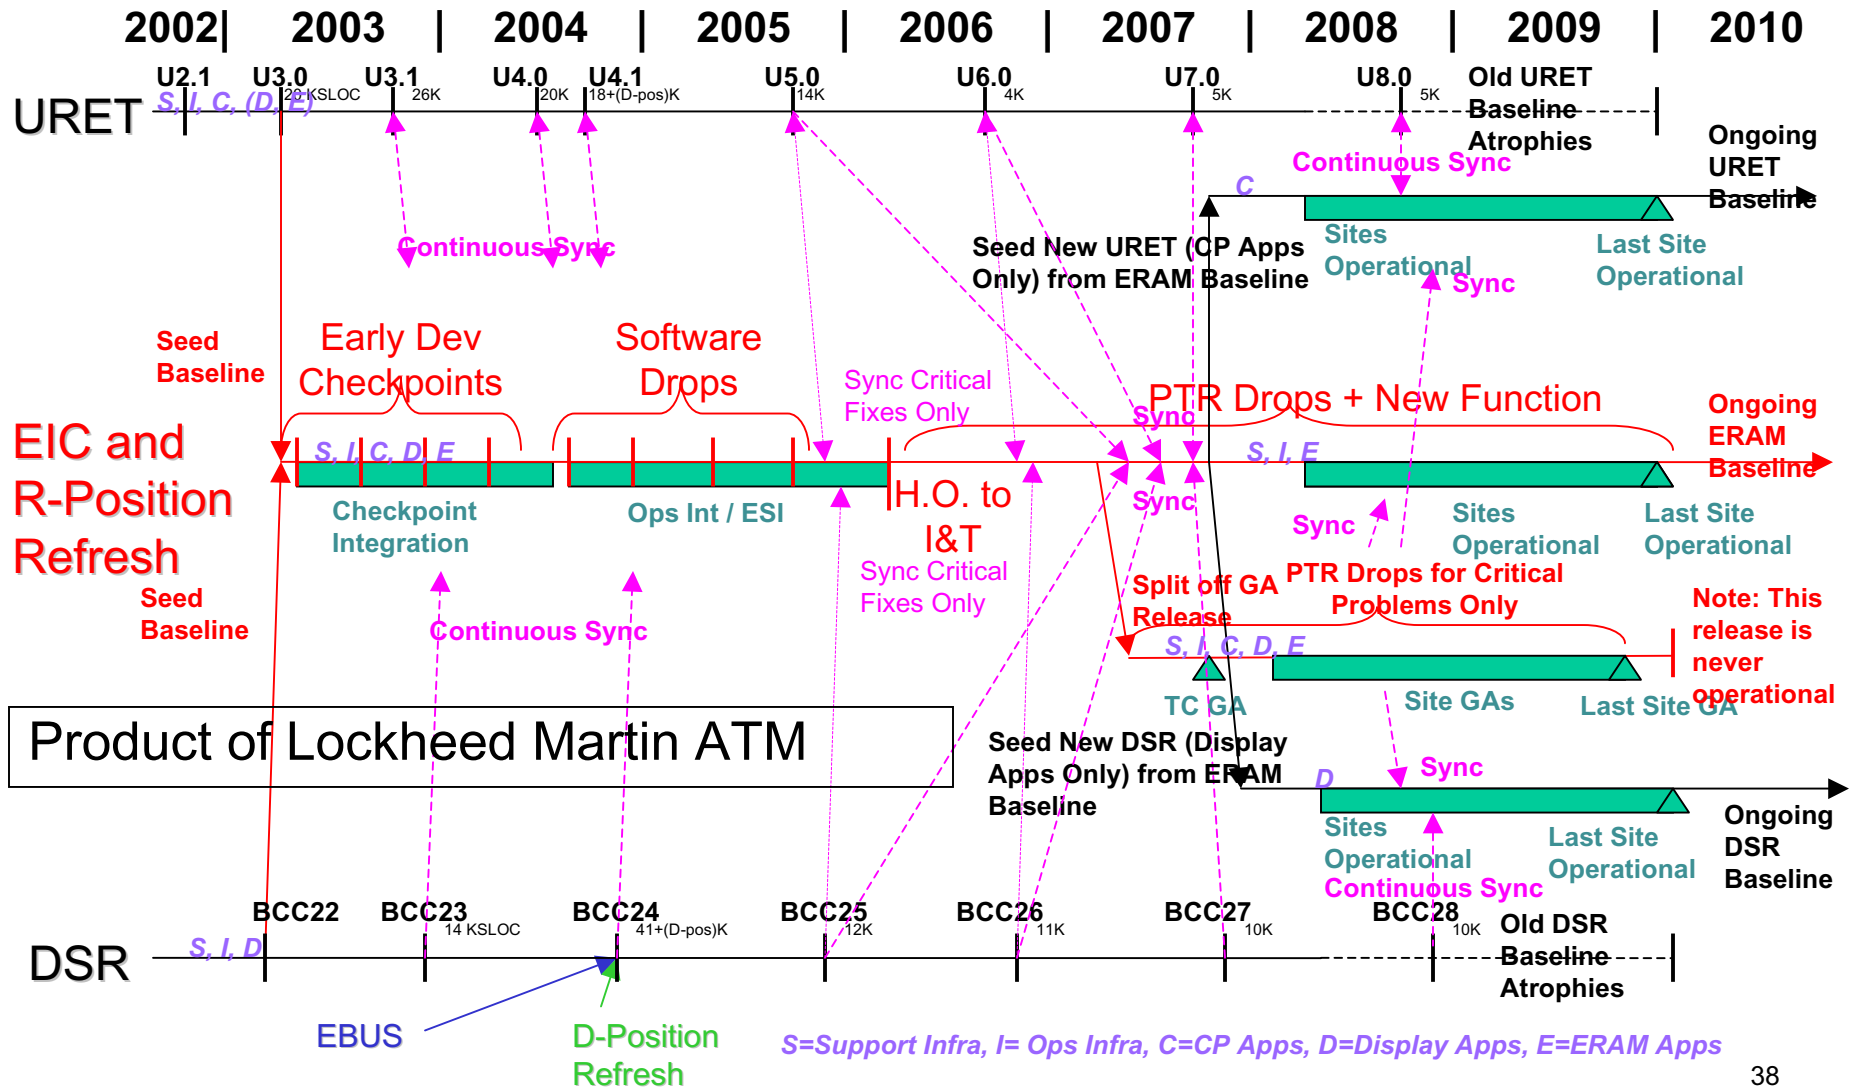 2002| 2003 | 2004 | 2005 | 2006 | 2007 | 2008 | 2009 | 2010
U2.1 U3.0 U3.1 U4.0 U4.1 U5.0 U6.0 U7.0 U8.0
20 KSLOC 26K 20K 18+(D-pos)K 14K 4K 5K 5K
URET
S, I, C, (D, E)
Old URET
Baseline
Atrophies
Ongoing
URET
Baseline
Continuous Sync
C
Continuous Sync
Seed New URET (CP Apps
Only) from ERAM Baseline
Sites
Operational
Sync
Last Site
Operational
Seed
Baseline
Early Dev
Checkpoints
Software
Drops
Sync Critical
Fixes Only
PTR Drops + New Function
Sync
Ongoing
ERAM
Baseline
EIC and
R-Position
Refresh
S, I, C, D, E
S, I, E
Checkpoint
Integration
Ops Int / ESI
H.O. to
I&T
Sync
Sync
Sites
Operational
Last Site
Operational
Seed
Baseline
Continuous Sync
Sync Critical
Fixes Only
Split off GA
Release
PTR Drops for Critical
Problems Only
Note: This
release is
never
operational
S, I, C, D, E
TC GA
Site GAs
Last Site GA
Product of Lockheed Martin ATM
Seed New DSR (Display
Apps Only) from ERAM
Baseline
Sync
D
Sites
Operational
Last Site
Operational
Ongoing
DSR
Baseline
Continuous Sync
BCC22 BCC23 BCC24 BCC25 BCC26 BCC27 BCC28
14 KSLOC 41+(D-pos)K 12K 11K 10K 10K
DSR
S, I, D
Old DSR
Baseline
Atrophies
EBUS
D-Position
Refresh
S=Support Infra, I= Ops Infra, C=CP Apps, D=Display Apps, E=ERAM Apps
38